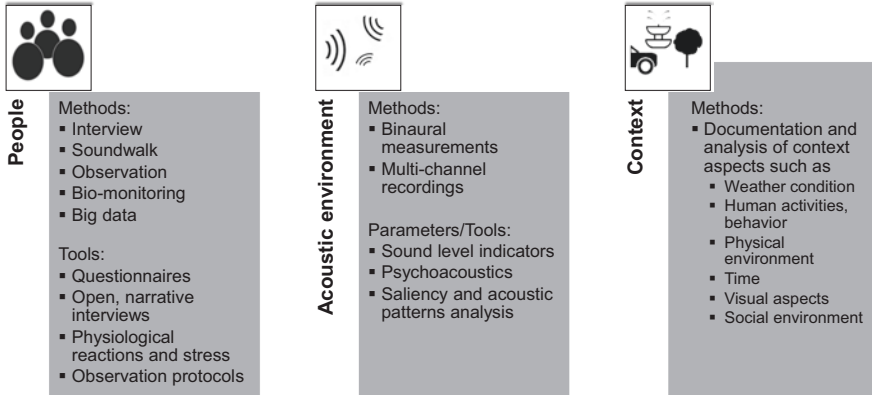 People
Methods:
▪ Interview
▪ Soundwalk
▪ Observation
▪ Bio-monitoring
▪ Big data
Tools:
▪ Questionnaires
▪ Open, narrative
interviews
▪ Physiological
reactions and stress
▪ Observation protocols
Acoustic environment
Methods:
▪ Binaural
measurements
▪ Multi-channel
recordings
Parameters/Tools:
▪ Sound level indicators
▪ Psychoacoustics
▪ Saliency and acoustic
patterns analysis
Context
Methods:
▪ Documentation and
analysis of context
aspects such as
▪ Weather condition
▪ Human activities,
behavior
▪ Physical
environment
▪ Time
▪ Visual aspects
▪ Social environment